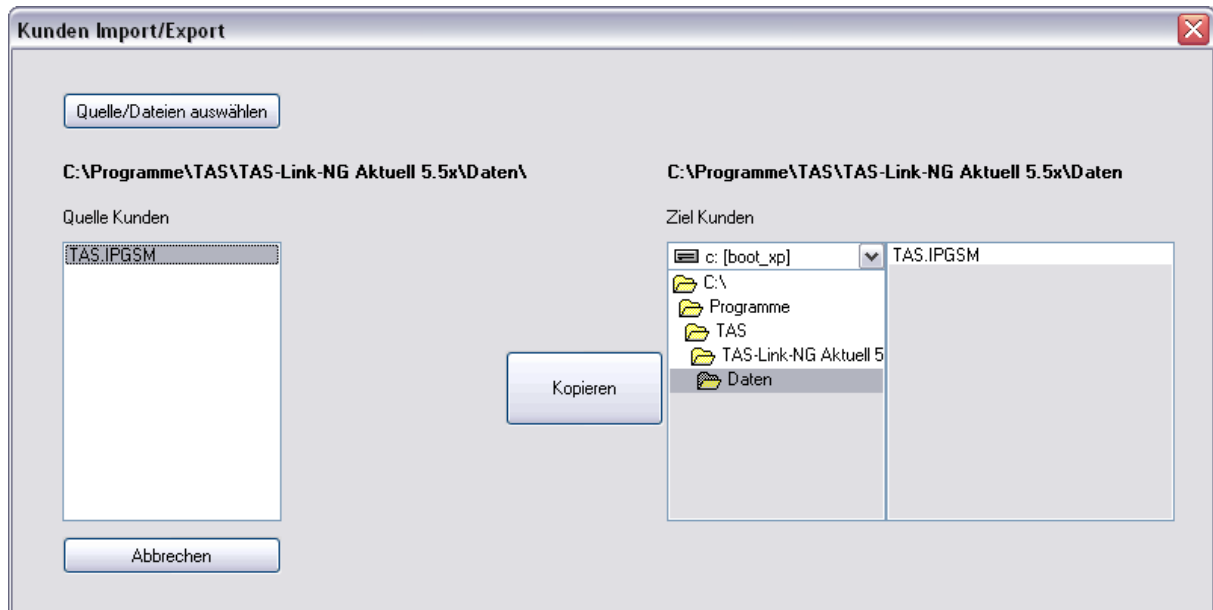 Kunden Import/Export
Quelle/Dateien auswählen
C:\Programme\TAS\TAS-Link-NG Aktuell 5.5x\Daten\
Quelle Kunden
TAS.IPGSM
Abbrechen
Kopieren
C:\Programme\TAS\TAS-Link-NG Aktuell 5.5x\Daten
Ziel Kunden
c: [boot_xp]
C:\
Programme
TAS
TAS-Link-NG Aktuell 5
Daten
TAS.IPGSM